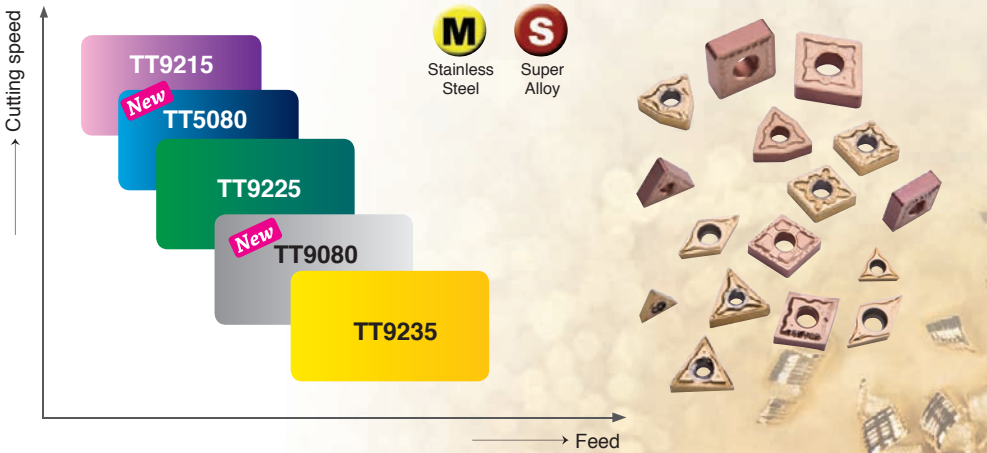 Cutting speed
TT9215
New
TT5080
TT9225
New
TT9080
TT9235
Feed
M
Stainless
Steel
S
Super
Alloy